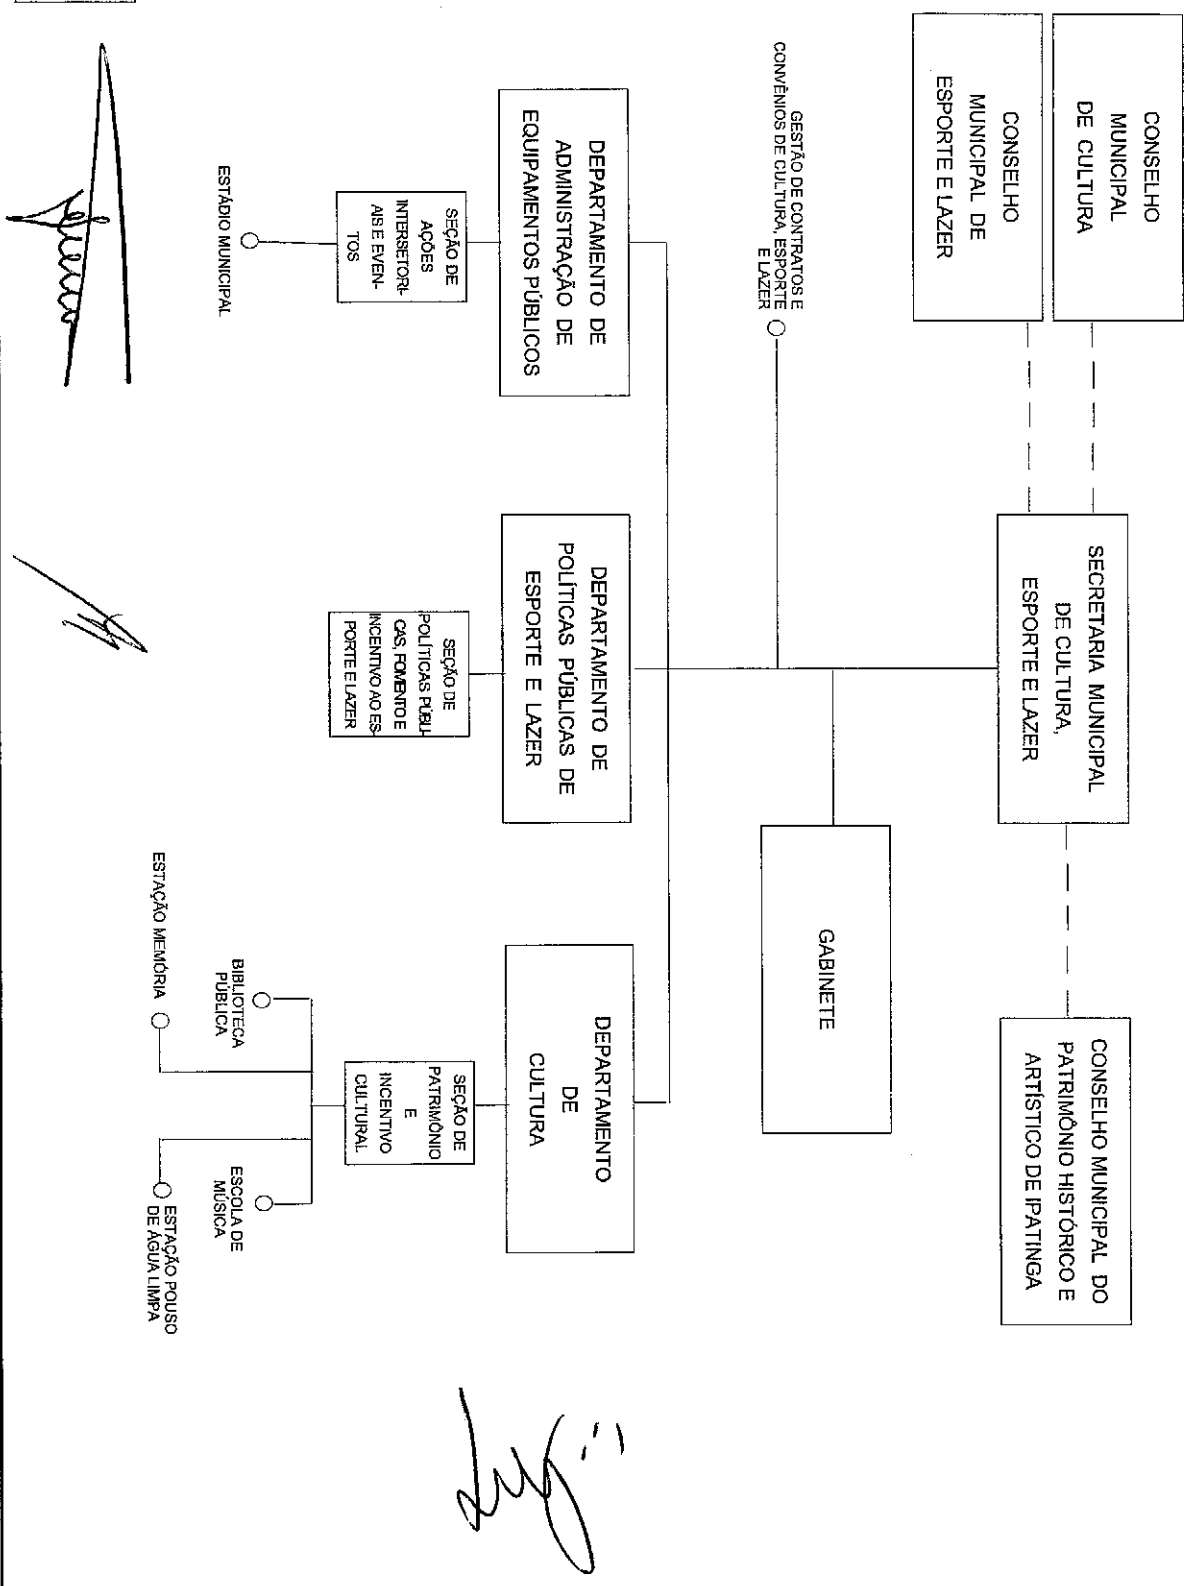 CONSELHO
MUNICIPAL
DE CULTURA
CONSELHO
MUNICIPAL DE
ESPORTE E LAZER
SECRETARIA MUNICIPAL
DE CULTURA,
ESPORTE E LAZER
CONSELHO MUNICIPAL DO
PATRIMÔNIO HISTÓRICO E
ARTÍSTICO DE IPATINGA
GABINETE
GESTÃO DE CONTRATOS E
CONVÊNIOS DE CULTURA, ESPORTE
E LAZER
DEPARTAMENTO DE
ADMINISTRAÇÃO DE
EQUIPAMENTOS PÚBLICOS
SEÇÃO DE
AÇÕES
INTERSETORI-
AIS E EVEN-
TOS
ESTÁDIO MUNICIPAL
DEPARTAMENTO DE
POLÍTICAS PÚBLICAS DE
ESPORTE E LAZER
SEÇÃO DE
POLÍTICAS PÚBLI-
CAS, FOMENTO E
INCENTIVO AO ES-
PORTE E LAZER
DEPARTAMENTO
DE
CULTURA
SEÇÃO DE
PATRIMÔNIO
E
INCENTIVO
CULTURAL
BIBLIOTECA
PÚBLICA
ESTAÇÃO MEMÓRIA
ESCOLA DE
MÚSICA
ESTAÇÃO POUSO
DE ÁGUA LIMPA